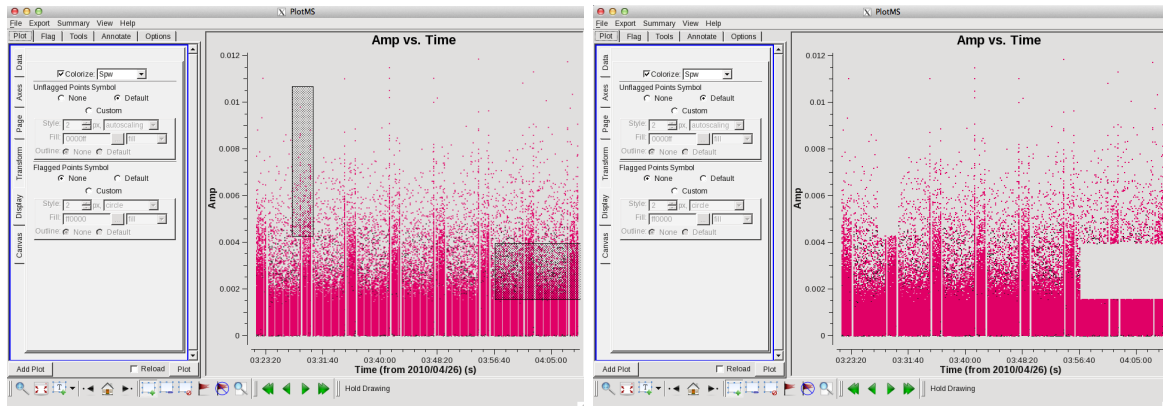 PlotMS
File Export Summary View Help
Plot Flag Tools Annotate Options
Data
Axes
Page
Transform
Display
Canvas
Colorize: Spw
Unflagged Points Symbol
None Default
Custom
Style: 2 px, autoscaling
Fill: 0000ff fill
Outline: None Default
Flagged Points Symbol
None Default
Custom
Style: 2 px, circle
Fill: ff0000 fill
Outline: None Default
Add Plot Reload Plot
Amp vs. Time
0.012
0.01
0.008
0.006
0.004
0.002
0
Amp
03:23:20 03:31:40 03:40:00 03:48:20 03:56:40 04:05:00
Time (from 2010/04/26) (s)
Hold Drawing
PlotMS
File Export Summary View Help
Plot Flag Tools Annotate Options
Data
Axes
Page
Transform
Display
Canvas
Colorize: Spw
Unflagged Points Symbol
None Default
Custom
Style: 2 px, autoscaling
Fill: 0000ff fill
Outline: None Default
Flagged Points Symbol
None Default
Custom
Style: 2 px, circle
Fill: ff0000 fill
Outline: None Default
Add Plot Reload Plot
Amp vs. Time
0.012
0.01
0.008
0.006
0.004
0.002
0
Amp
03:23:20 03:31:40 03:40:00 03:48:20 03:56:40 04:05:00
Time (from 2010/04/26) (s)
Hold Drawing